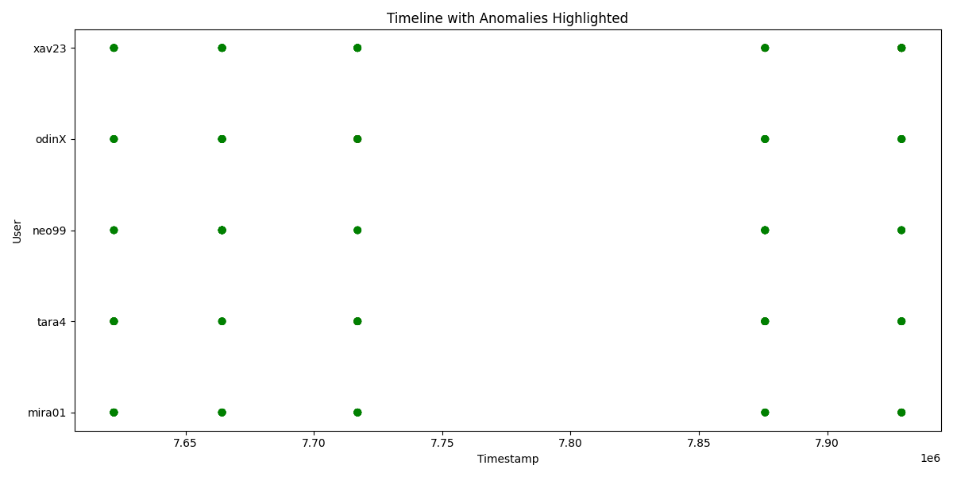 Timeline with Anomalies Highlighted
User
xav23
odinX
neo99
tara4
mira01
7.65 7.70 7.75 7.80 7.85 7.90
1e6
Timestamp